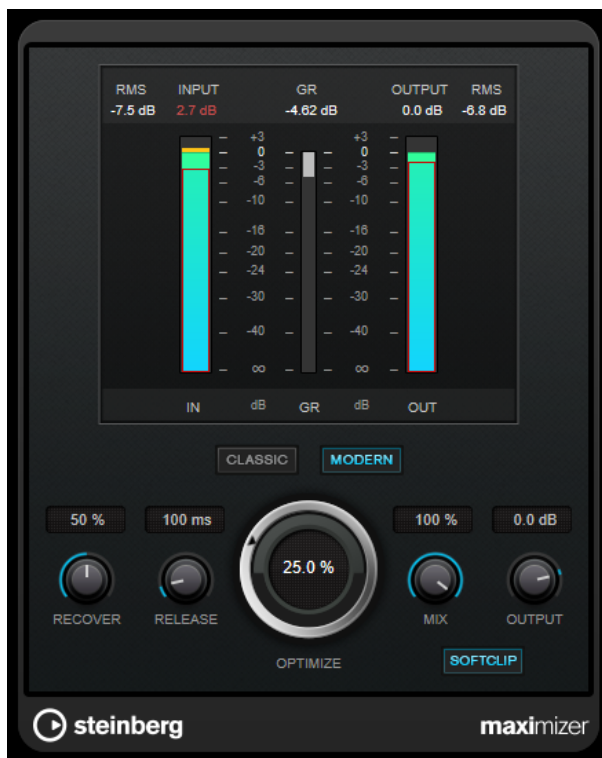 RMS INPUT GR OUTPUT RMS
-7.5 dB 2.7 dB -4.62 dB 0.0 dB -6.8 dB
+3 +3
0 0
-3 -3
-6 -6
-10 -10
-16 -16
-20 -20
-24 -24
-30 -30
-40 -40
∞ ∞
IN dB GR dB OUT
CLASSIC MODERN
50 % 100 ms 100 % 0.0 dB
25.0 %
RECOVER RELEASE MIX OUTPUT
OPTIMIZE SOFTCLIP
steinberg maximizer